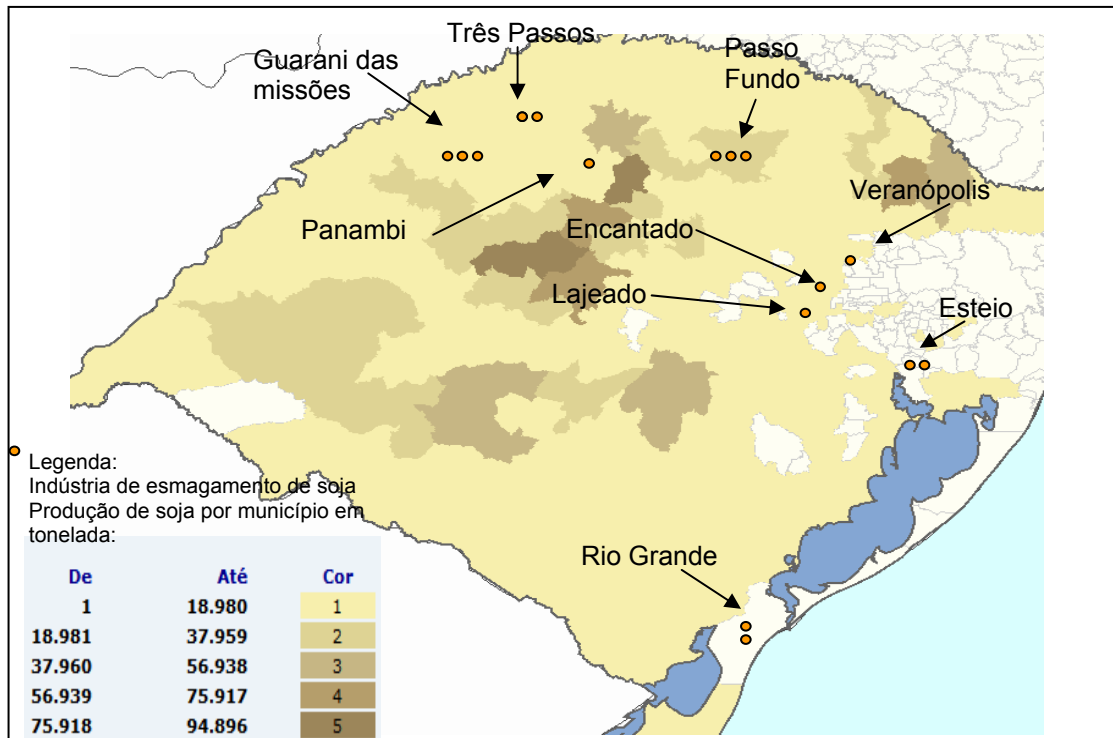 Três Passos
Guarani das
missões
Passo
Fundo
Veranópolis
Panambi
Encantado
Lajeado
Esteio
Legenda:
Indústria de esmagamento de soja
Produção de soja por município em
tonelada:
Rio Grande
De Até Cor
1 18.980 1
18.981 37.959 2
37.960 56.938 3
56.939 75.917 4
75.918 94.896 5